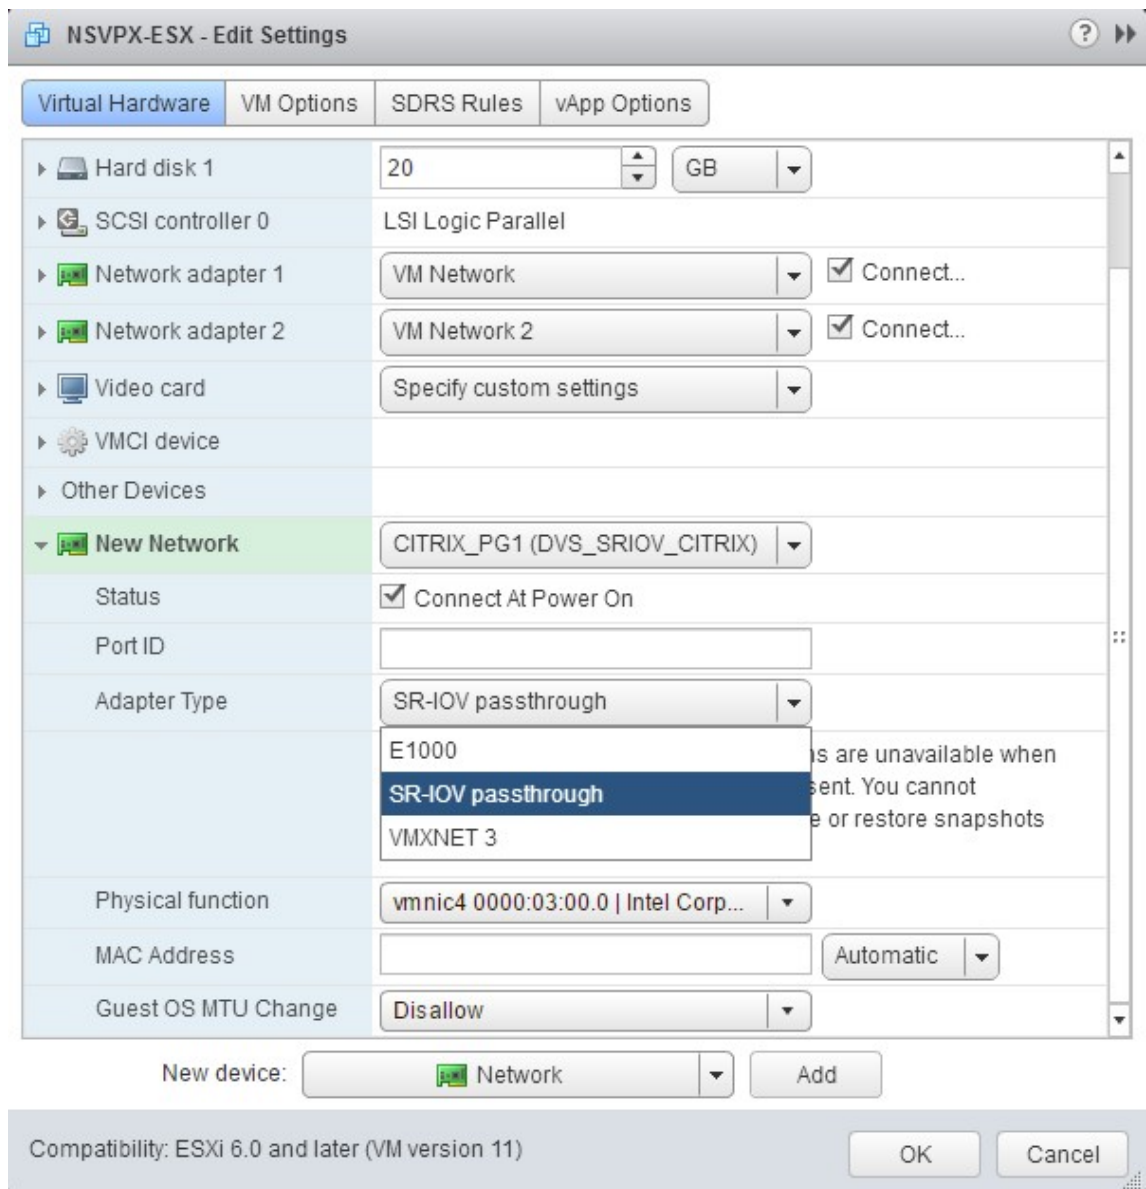 NSVPX-ESX - Edit Settings
Virtual Hardware VM Options SDRS Rules vApp Options
Hard disk 1 20 GB
SCSI controller 0 LSI Logic Parallel
Network adapter 1 VM Network Connect...
Network adapter 2 VM Network 2 Connect...
Video card Specify custom settings
VMCI device
Other Devices
New Network CITRIX_PG1 (DVS_SRIOV_CITRIX)
Status Connect At Power On
Port ID
Adapter Type SR-IOV passthrough
E1000 are unavailable when
SR-IOV passthrough You cannot
VMXNET 3 or restore snapshots
Physical function vmnic4 0000:03:00.0 | Intel Corp...
MAC Address Automatic
Guest OS MTU Change Disallow
New device: Network Add
Compatibility: ESXi 6.0 and later (VM version 11) OK Cancel